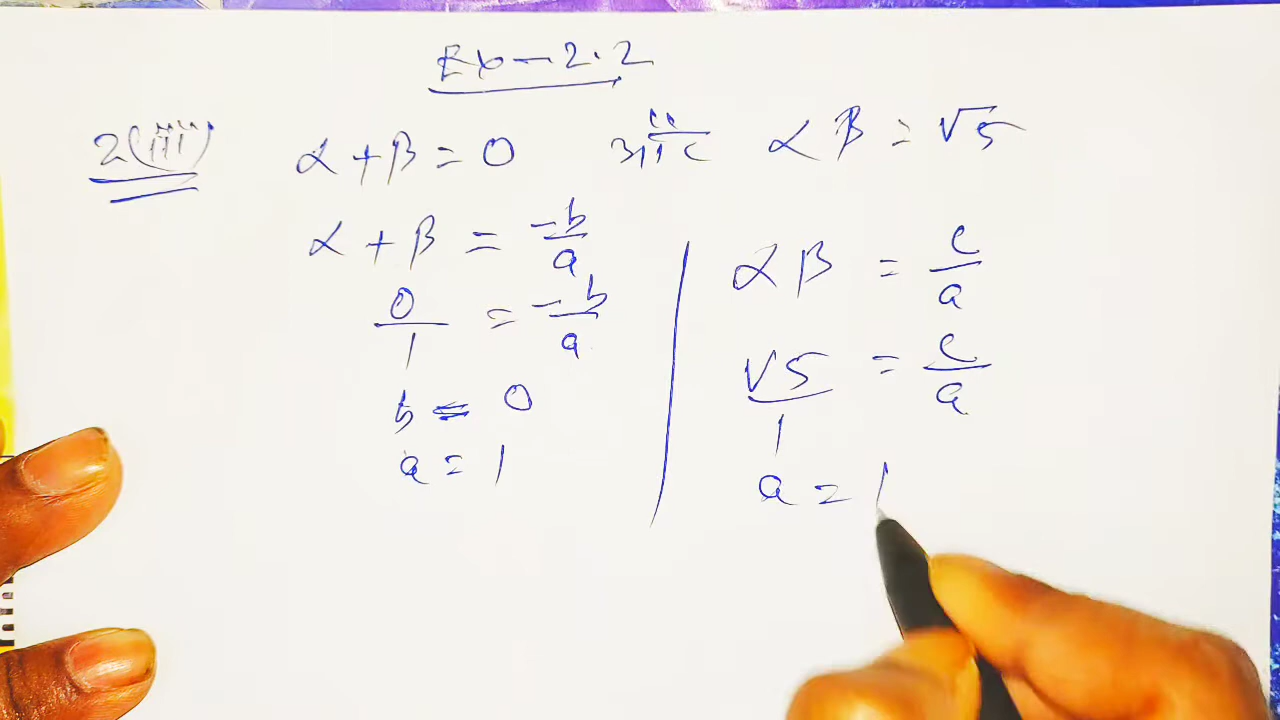 Ex - 2.2
2(iii) α + β = 0 और αβ = √5
α + β = -b/a
0/1 = -b/a
b = 0
a = 1
αβ = c/a
√5/1 = c/a
a = 1